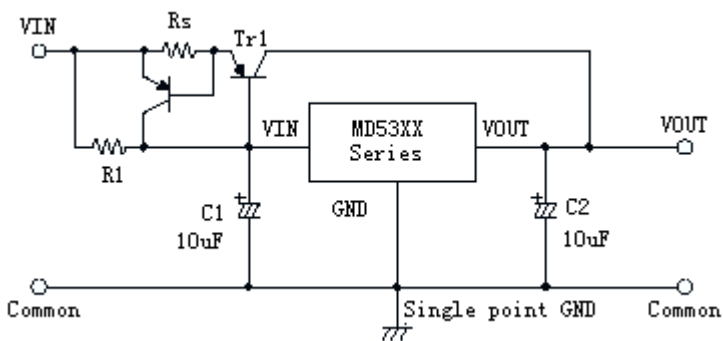 VIN
Rs
Tr1
R1
VIN
MD53XX
Series
VOUT
VOUT
C1
10uF
GND
C2
10uF
Common
Single point GND
Common